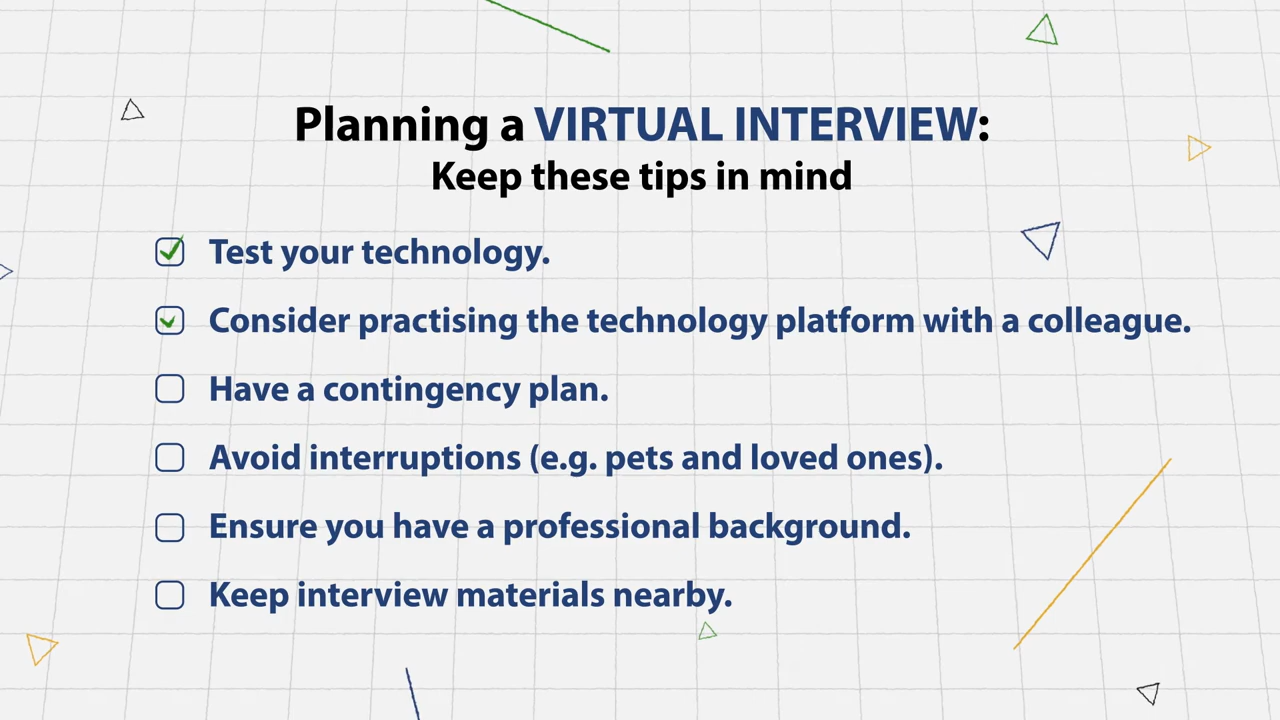 Planning a VIRTUAL INTERVIEW:
Keep these tips in mind
Test your technology.
Consider practising the technology platform with a colleague.
Have a contingency plan.
Avoid interruptions (e.g. pets and loved ones).
Ensure you have a professional background.
Keep interview materials nearby.